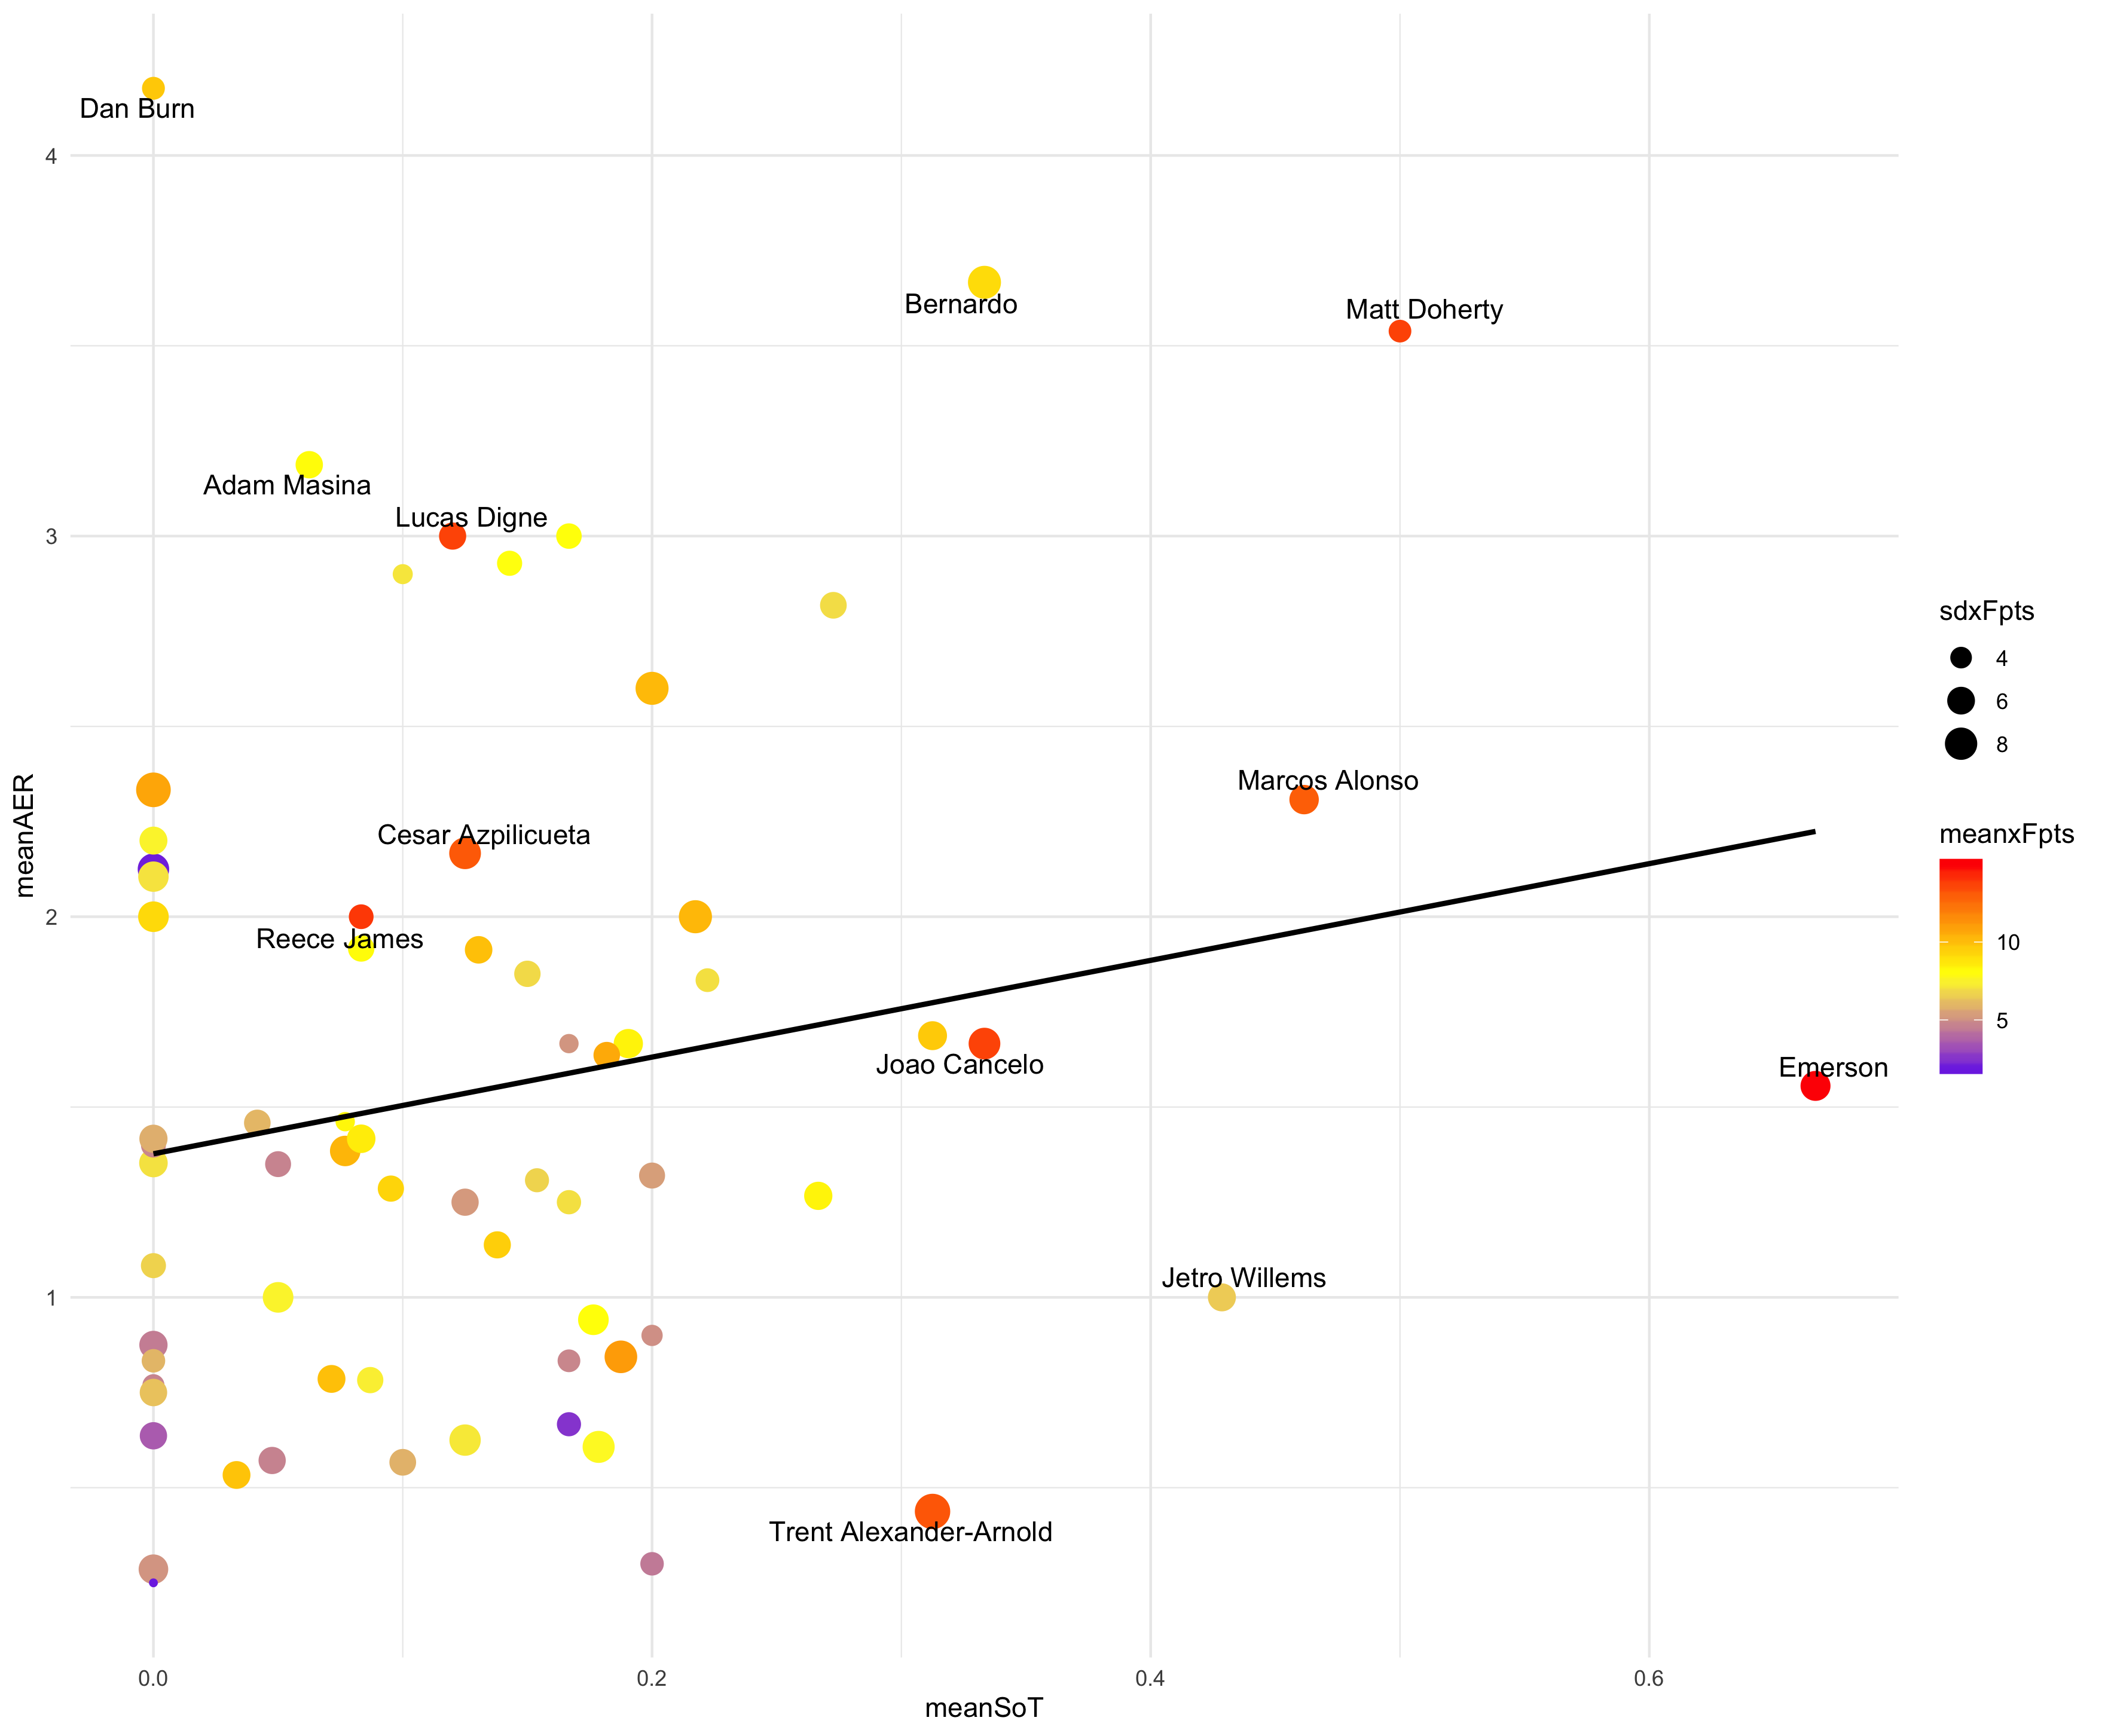 Dan Burn
4
Bernardo
Matt Doherty
Adam Masina
Lucas Digne
3
sdxFpts
4
6
8
Marcos Alonso
meanAER
Cesar Azpilicueta
meanxFpts
10
5
2
Reece James
Joao Cancelo
Emerson
Jetro Willems
1
Trent Alexander-Arnold
0.0
0.2
0.4
0.6
meanSoT